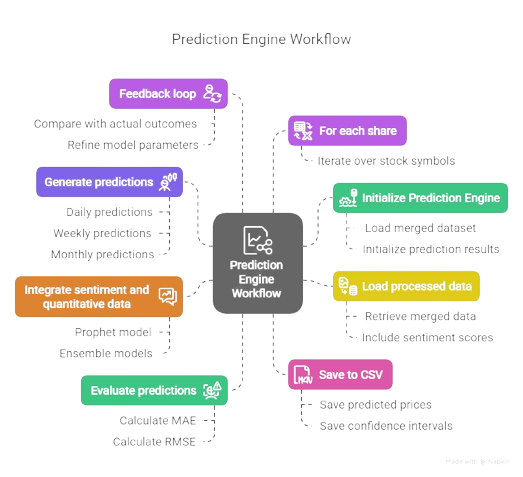 Prediction Engine Workflow
Feedback loop
Compare with actual outcomes
Refine model parameters
Generate predictions
Daily predictions
Weekly predictions
Monthly predictions
Integrate sentiment and
quantitative data
Prophet model
Ensemble models
Evaluate predictions
Calculate MAE
Calculate RMSE
Prediction
Engine
Workflow
For each share
Iterate over stock symbols
Initialize Prediction Engine
Load merged dataset
Initialize prediction results
Load processed data
Retrieve merged data
Include sentiment scores
Save to CSV
Save predicted prices
Save confidence intervals
Made with Napkin